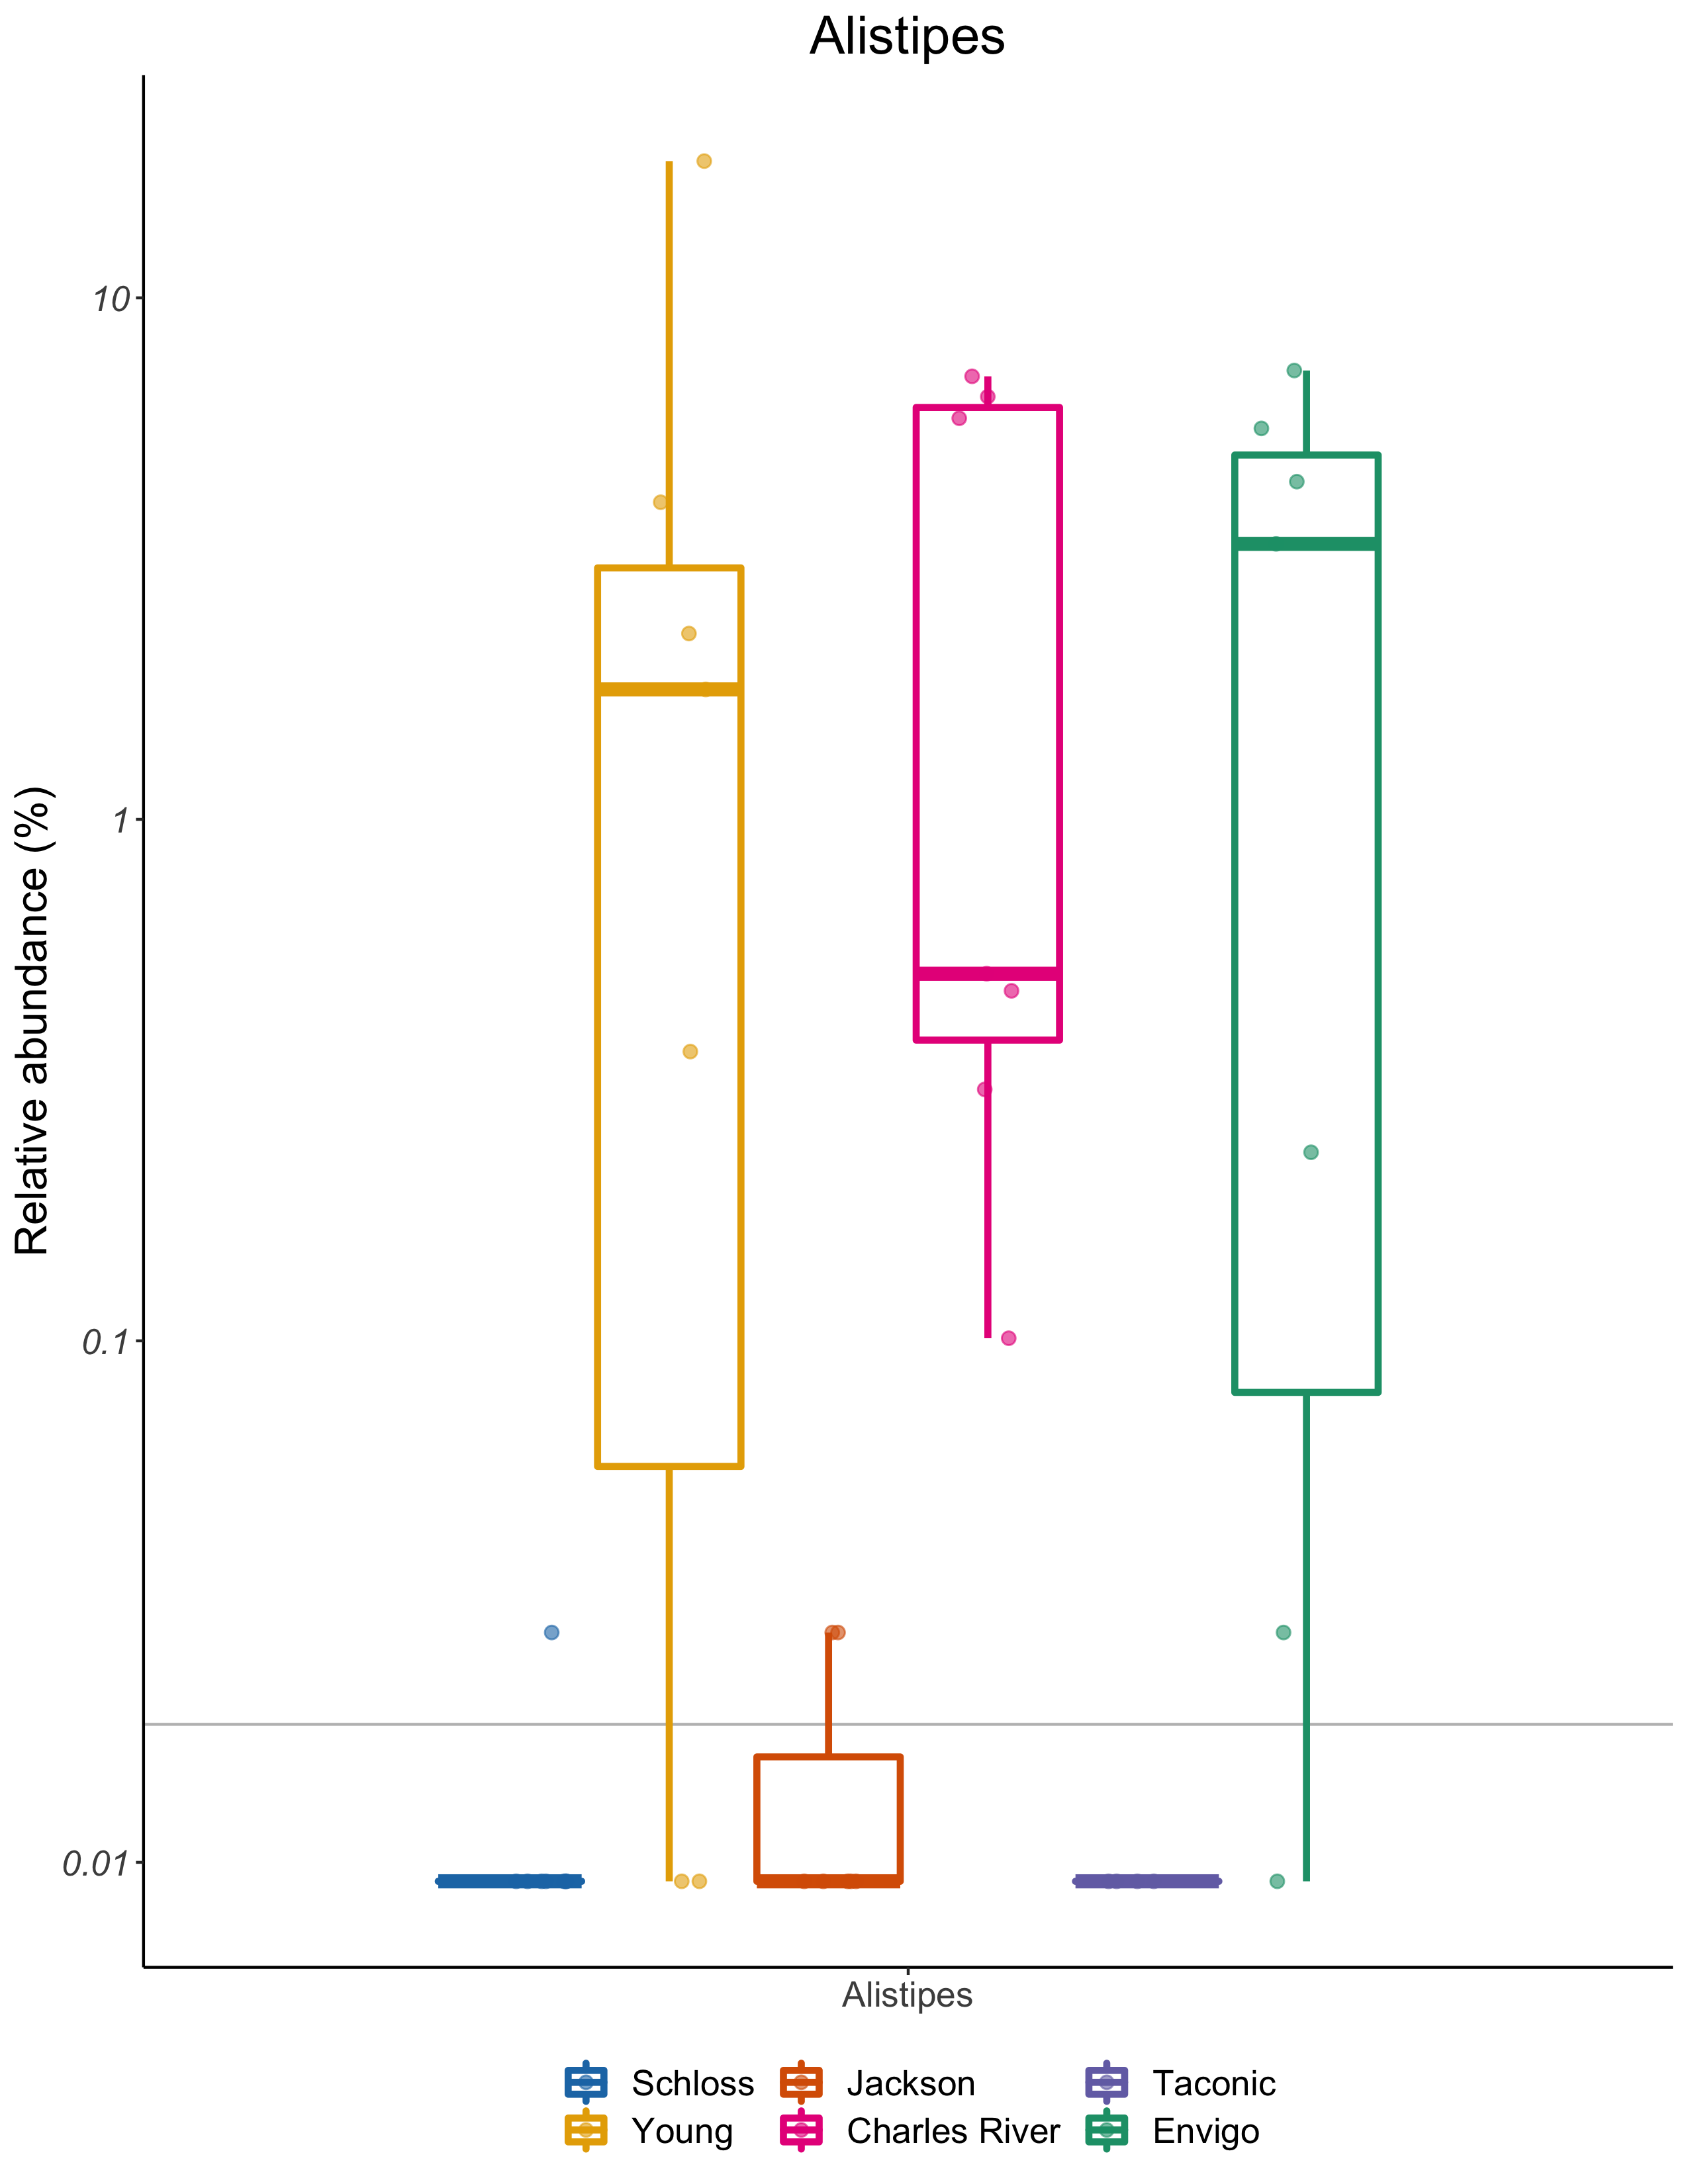 Alistipes
Relative abundance (%)
10
1
0.1
0.01
Alistipes
Schloss Jackson Taconic
Young Charles River Envigo